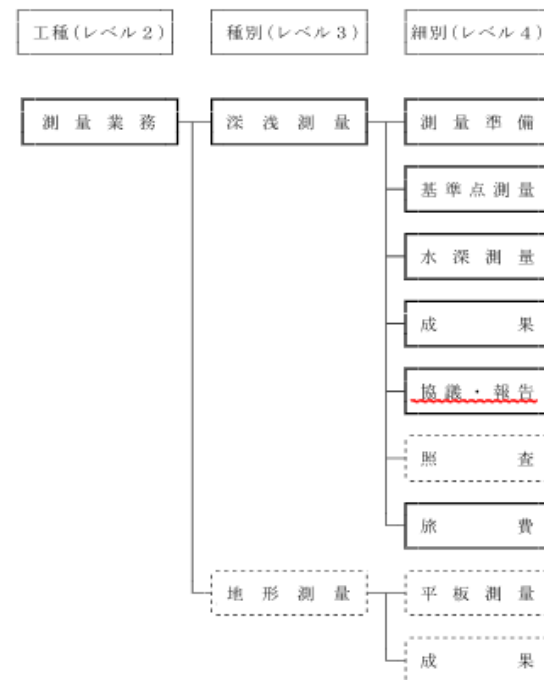 工種(レベル2) 種別(レベル3) 細別(レベル4)
測量業務 深浅測量 測量準備
基準点測量
水深測量
成果
協議・報告
照査
旅費
地形測量 平板測量
成果